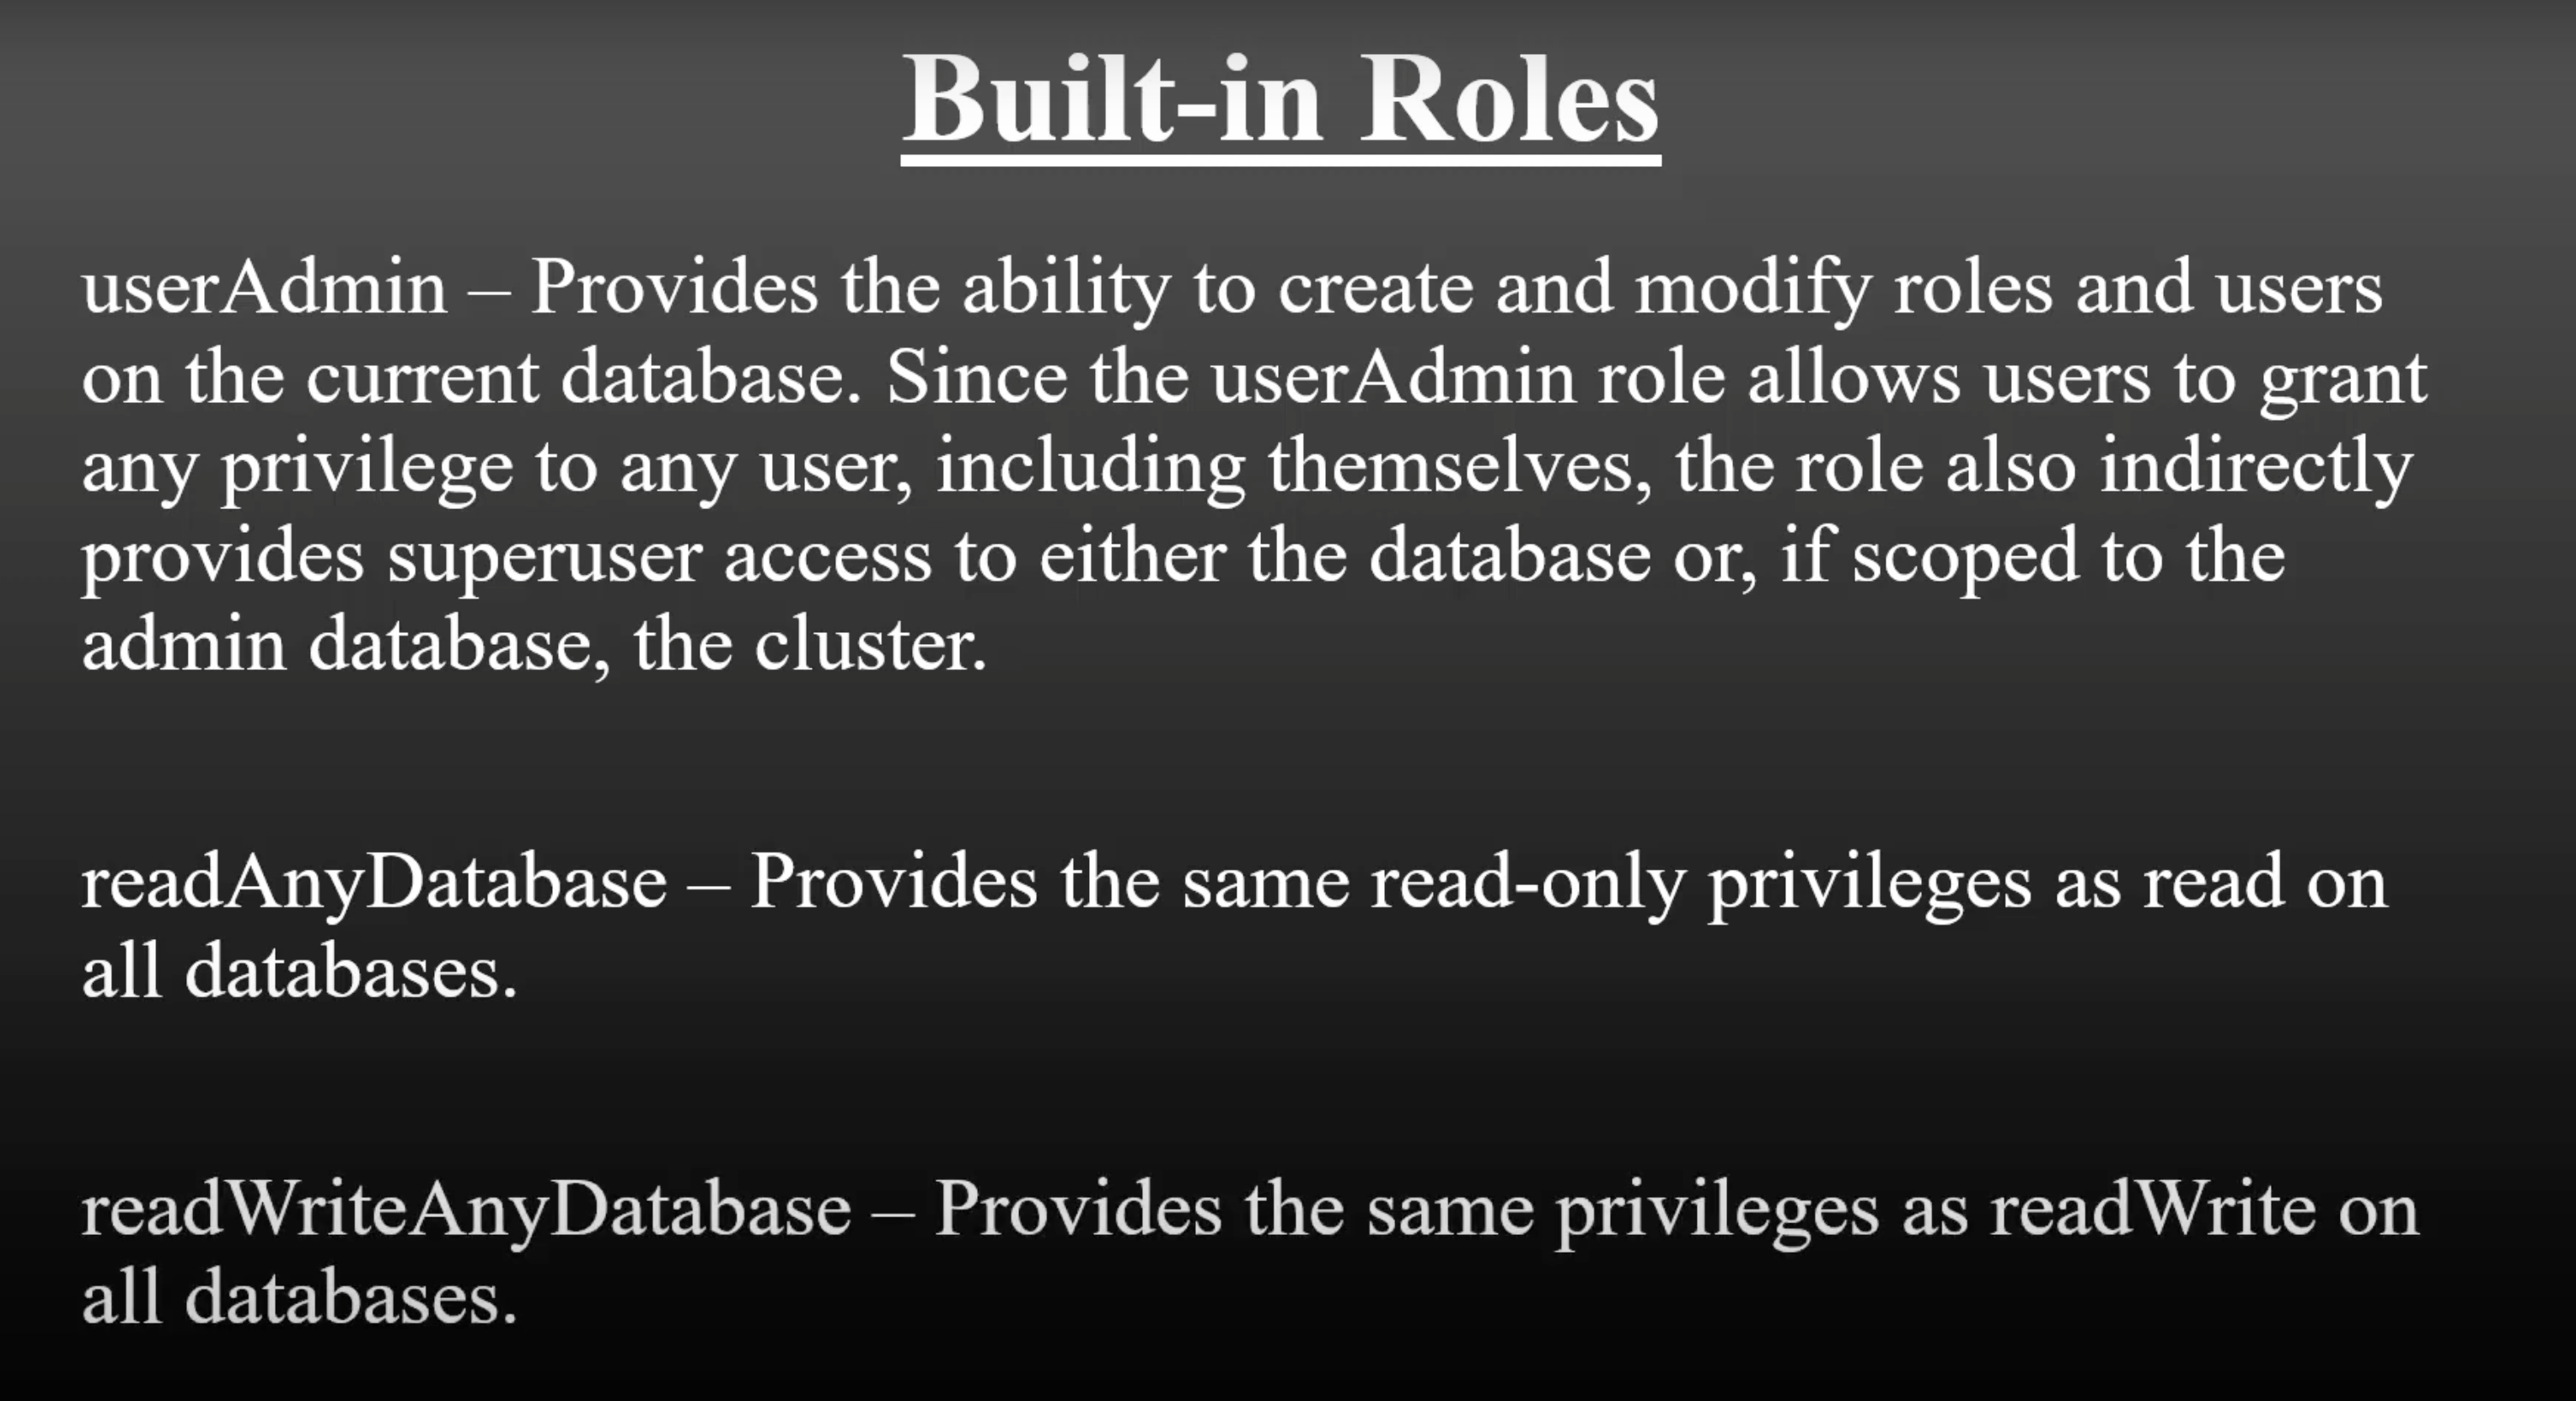 Built-in Roles
userAdmin – Provides the ability to create and modify roles and users
on the current database. Since the userAdmin role allows users to grant
any privilege to any user, including themselves, the role also indirectly
provides superuser access to either the database or, if scoped to the
admin database, the cluster.
readAnyDatabase – Provides the same read-only privileges as read on
all databases.
readWriteAnyDatabase – Provides the same privileges as readWrite on
all databases.